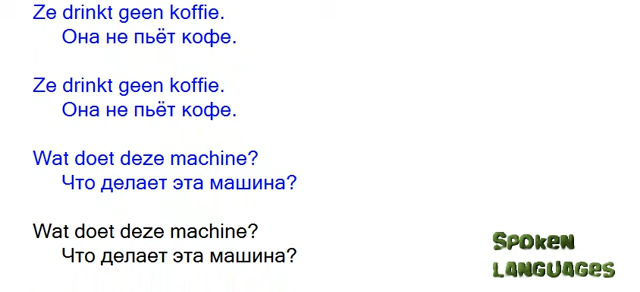 Ze drinkt geen koffie.
Она не пьёт кофе.
Ze drinkt geen koffie.
Она не пьёт кофе.
Wat doet deze machine?
Что делает эта машина?
Wat doet deze machine?
Что делает эта машина?
Spoken
Languages